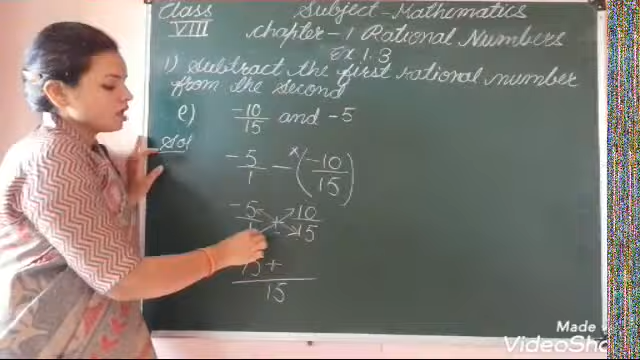 Class Subject-Mathematics
VIII Chapter-1 Rational Numbers
Ex 1.3
1) Subtract the first rational number
from the second
e) -10/15 and -5
Sol
-5/1 - (-10/15)
-5/1 + 10/15
75+
15
Made
VideoSho